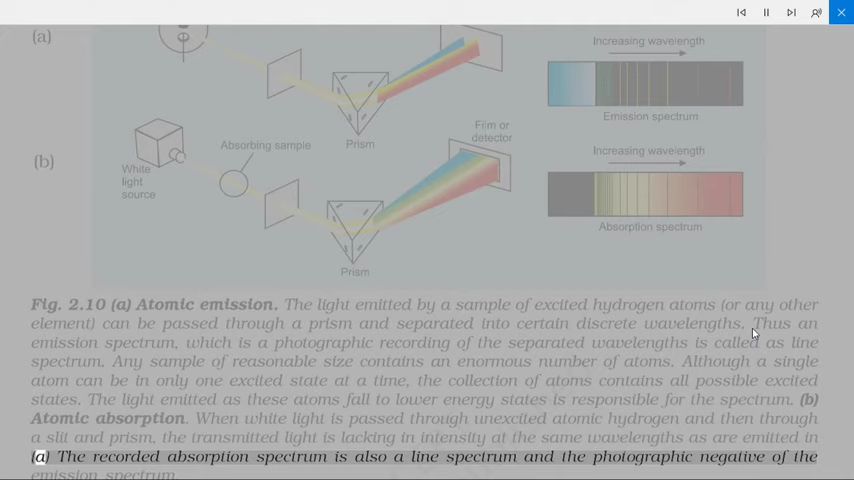 (a)
Increasing wavelength
Emission spectrum
Prism
Film or
detector
(b)
Absorbing sample
Increasing wavelength
White
light
source
Absorption spectrum
Prism
Fig. 2.10 (a) Atomic emission. The light emitted by a sample of excited hydrogen atoms (or any other
element) can be passed through a prism and separated into certain discrete wavelengths. Thus an
emission spectrum, which is a photographic recording of the separated wavelengths is called as line
spectrum. Any sample of reasonable size contains an enormous number of atoms. Although a single
atom can be in only one excited state at a time, the collection of atoms contains all possible excited
states. The light emitted as these atoms fall to lower energy states is responsible for the spectrum. (b)
Atomic absorption. When white light is passed through unexcited atomic hydrogen and then through
a slit and prism, the transmitted light is lacking in intensity at the same wavelengths as are emitted in
(a) The recorded absorption spectrum is also a line spectrum and the photographic negative of the
emission spectrum.